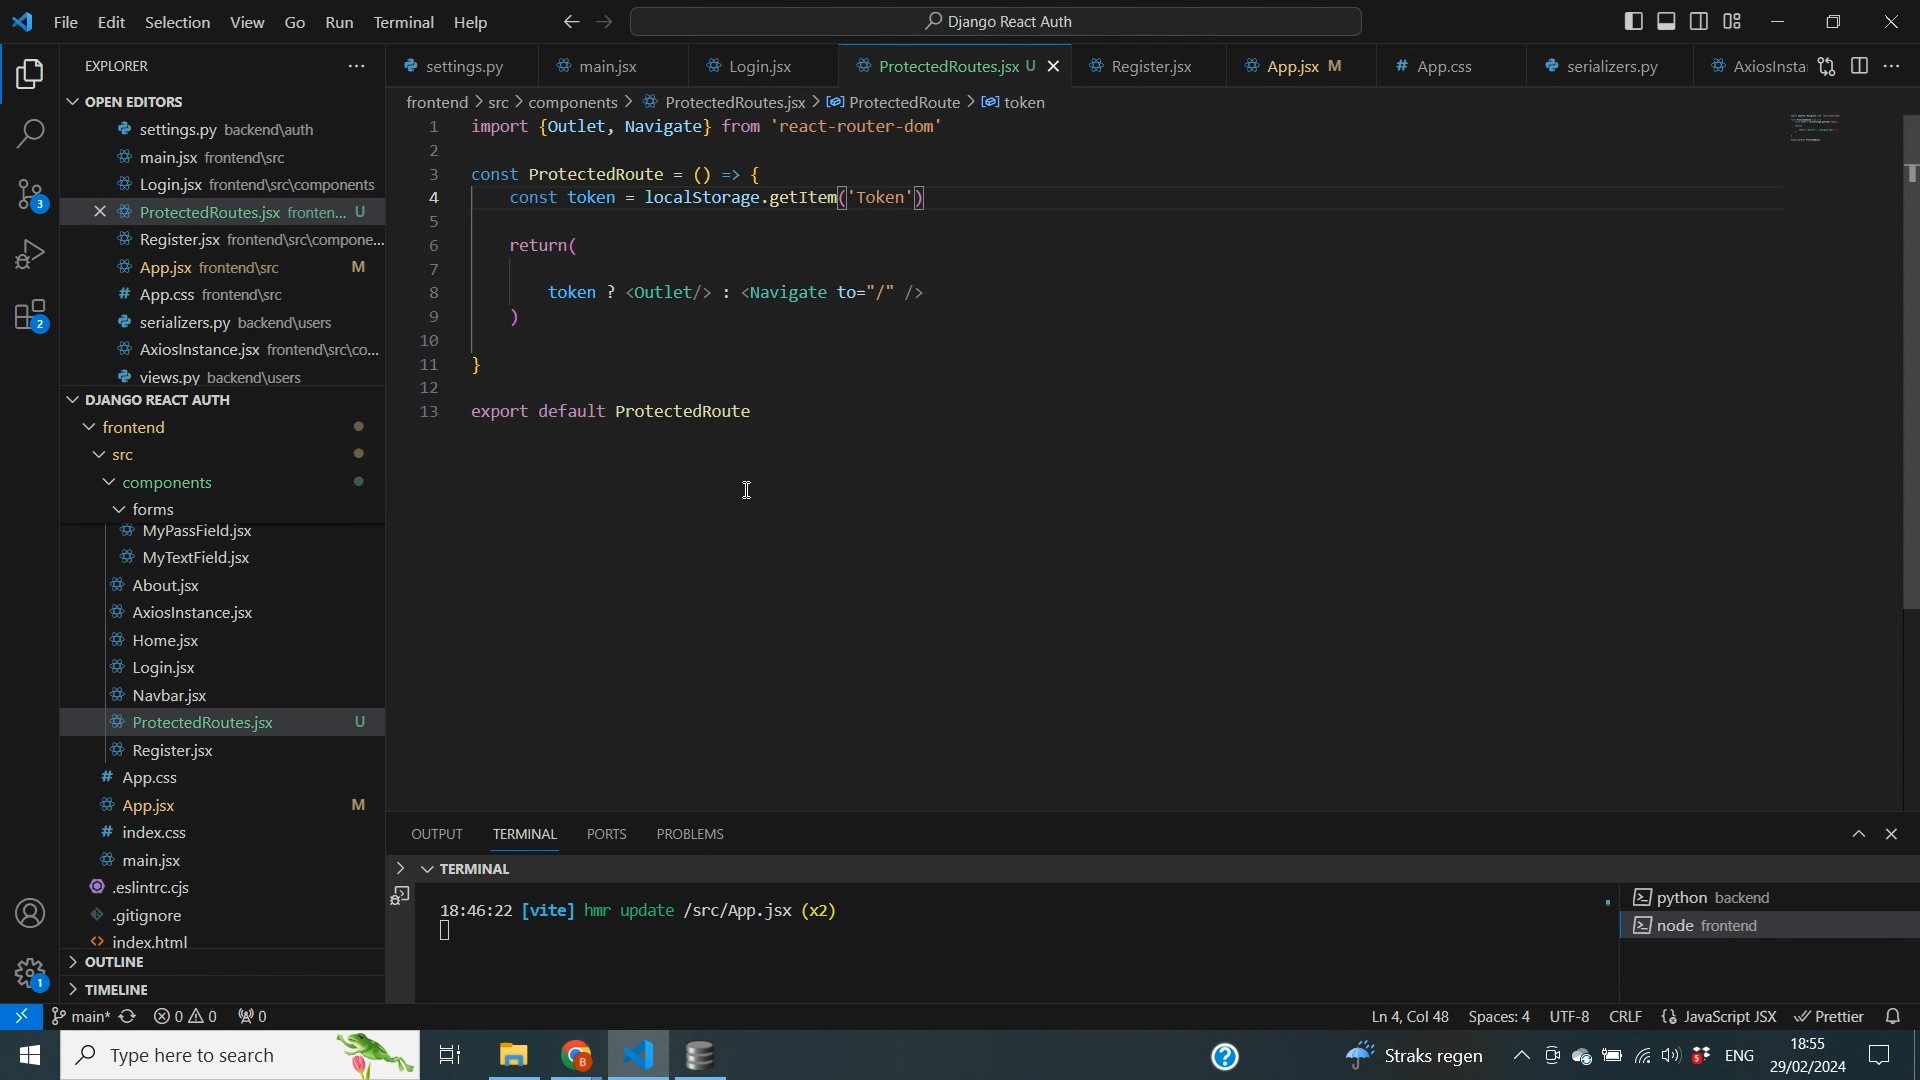 File Edit Selection View Go Run Terminal Help
Django React Auth
EXPLORER
settings.py
main.jsx
Login.jsx
ProtectedRoutes.jsx U
Register.jsx
App.jsx M
App.css
serializers.py
AxiosInsta
OPEN EDITORS
settings.py backend\auth
main.jsx frontend\src
Login.jsx frontend\src\components
ProtectedRoutes.jsx fronten... U
Register.jsx frontend\src\compone...
App.jsx frontend\src M
App.css frontend\src
serializers.py backend\users
AxiosInstance.jsx frontend\src\co...
views.py backend\users
DJANGO REACT AUTH
frontend
src
components
forms
MyPassField.jsx
MyTextField.jsx
About.jsx
AxiosInstance.jsx
Home.jsx
Login.jsx
Navbar.jsx
ProtectedRoutes.jsx U
Register.jsx
App.css
App.jsx M
index.css
main.jsx
.eslintrc.cjs
.gitignore
index.html
OUTLINE
TIMELINE
frontend > src > components > ProtectedRoutes.jsx > ProtectedRoute > token
1 import {Outlet, Navigate} from 'react-router-dom'
2
3 const ProtectedRoute = () => {
4 const token = localStorage.getItem('Token')
5
6 return(
7
8 token ? <Outlet/> : <Navigate to="/" />
9 )
10
11 }
12
13 export default ProtectedRoute
OUTPUT TERMINAL PORTS PROBLEMS
TERMINAL
18:46:22 [vite] hmr update /src/App.jsx (x2)
python backend
node frontend
3
2
1
main* 0 0 0
Ln 4, Col 48 Spaces: 4 UTF-8 CRLF {} JavaScript JSX Prettier
Type here to search
Straks regen
ENG
18:55
29/02/2024